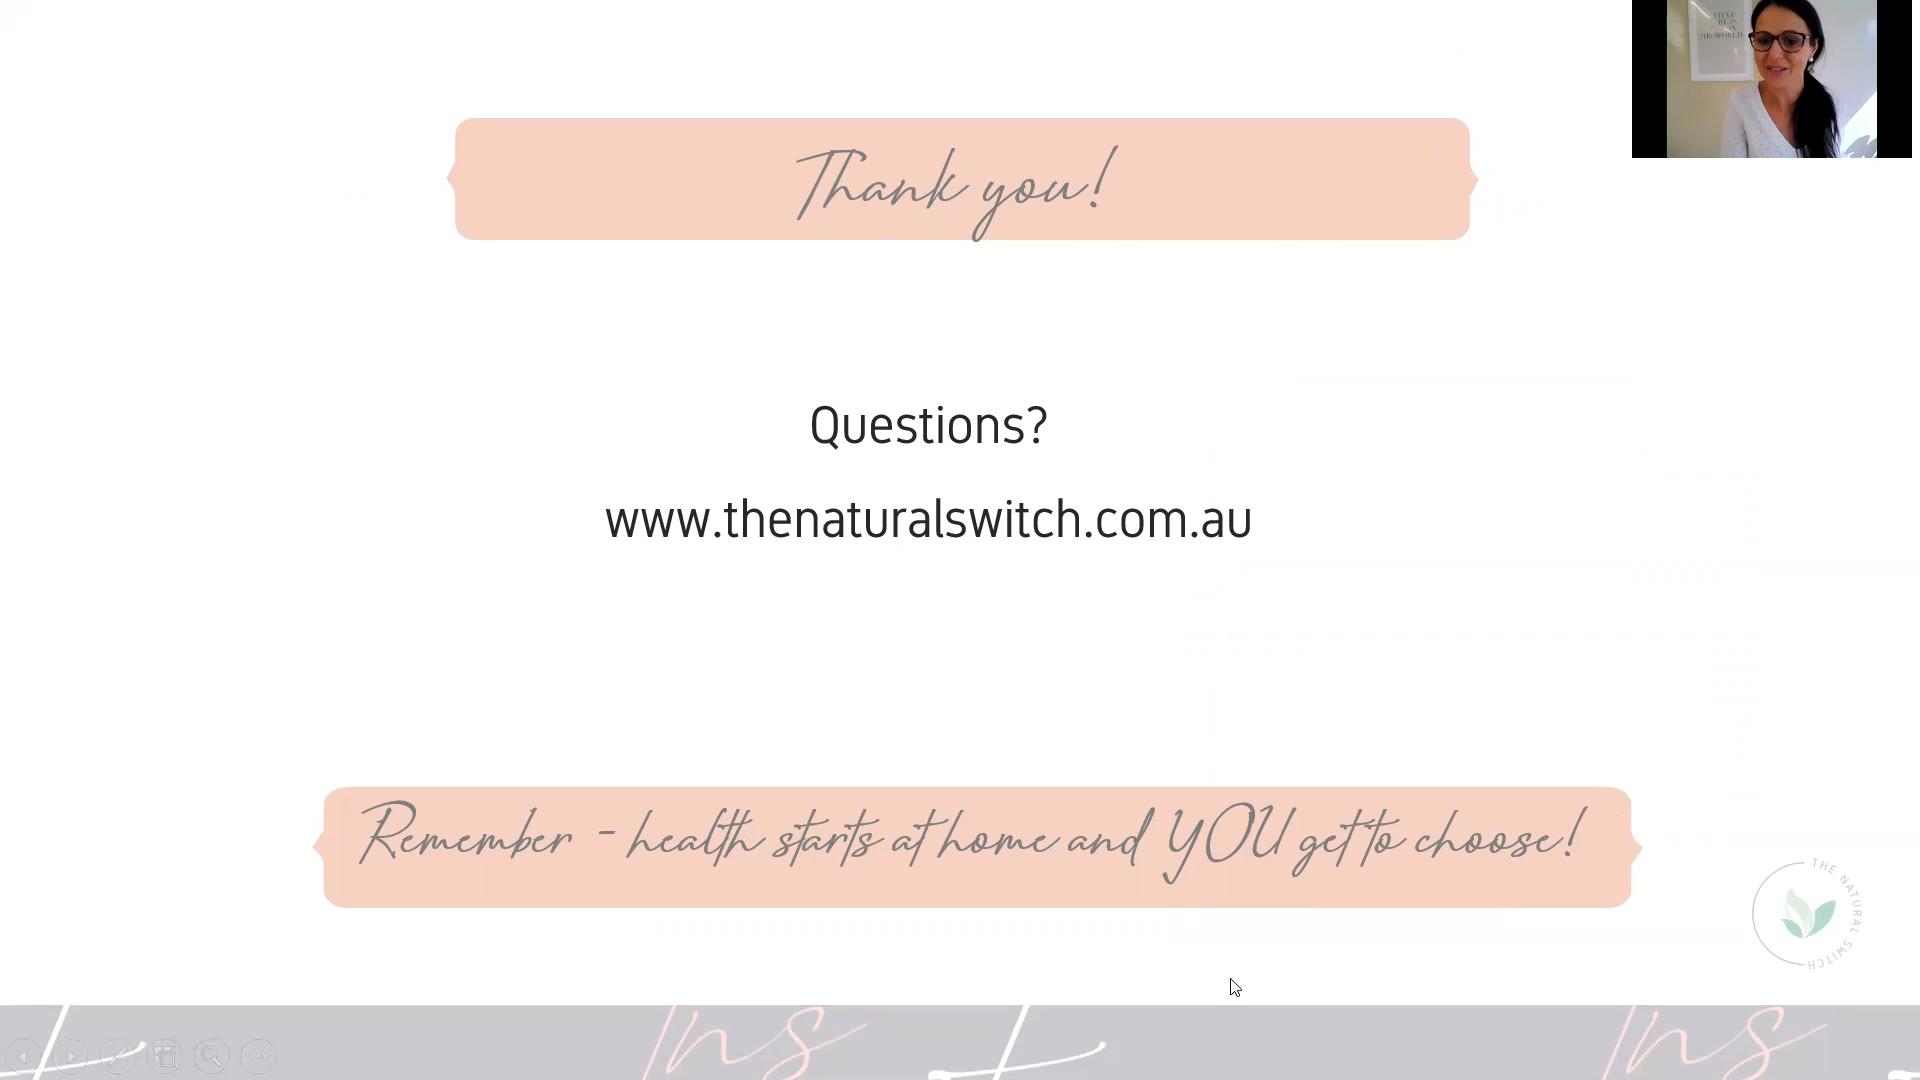 Thank you!
Questions?
www.thenaturalswitch.com.au
Remember - health starts at home and YOU get to choose!
THE NATURAL SWITCH